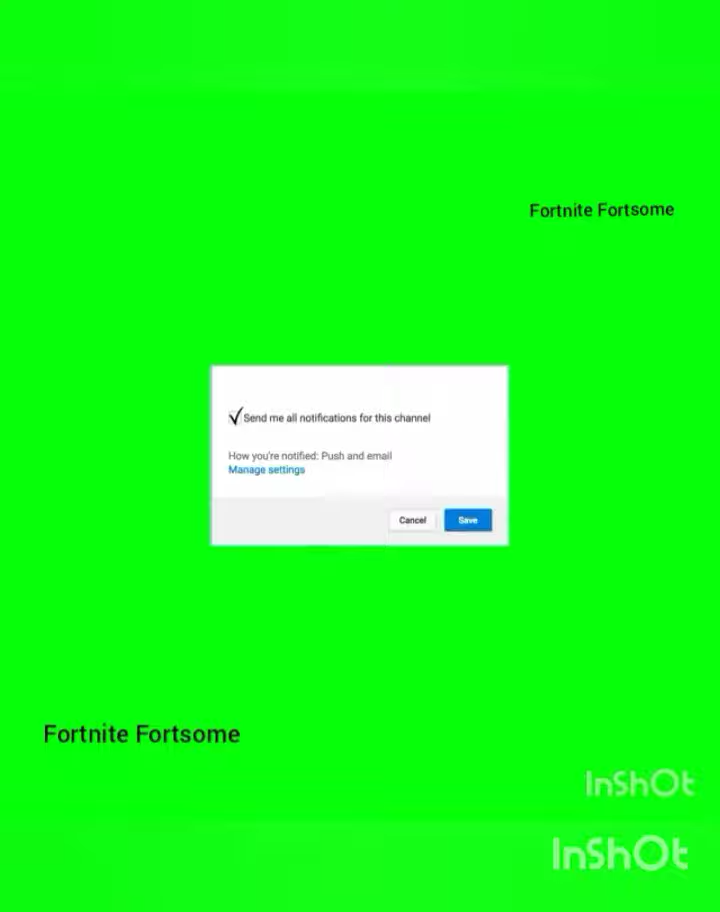 Fortnite Fortsome
Send me all notifications for this channel
How you're notified: Push and email
Manage settings
Cancel
Save
Fortnite Fortsome
InShOt
InShOt